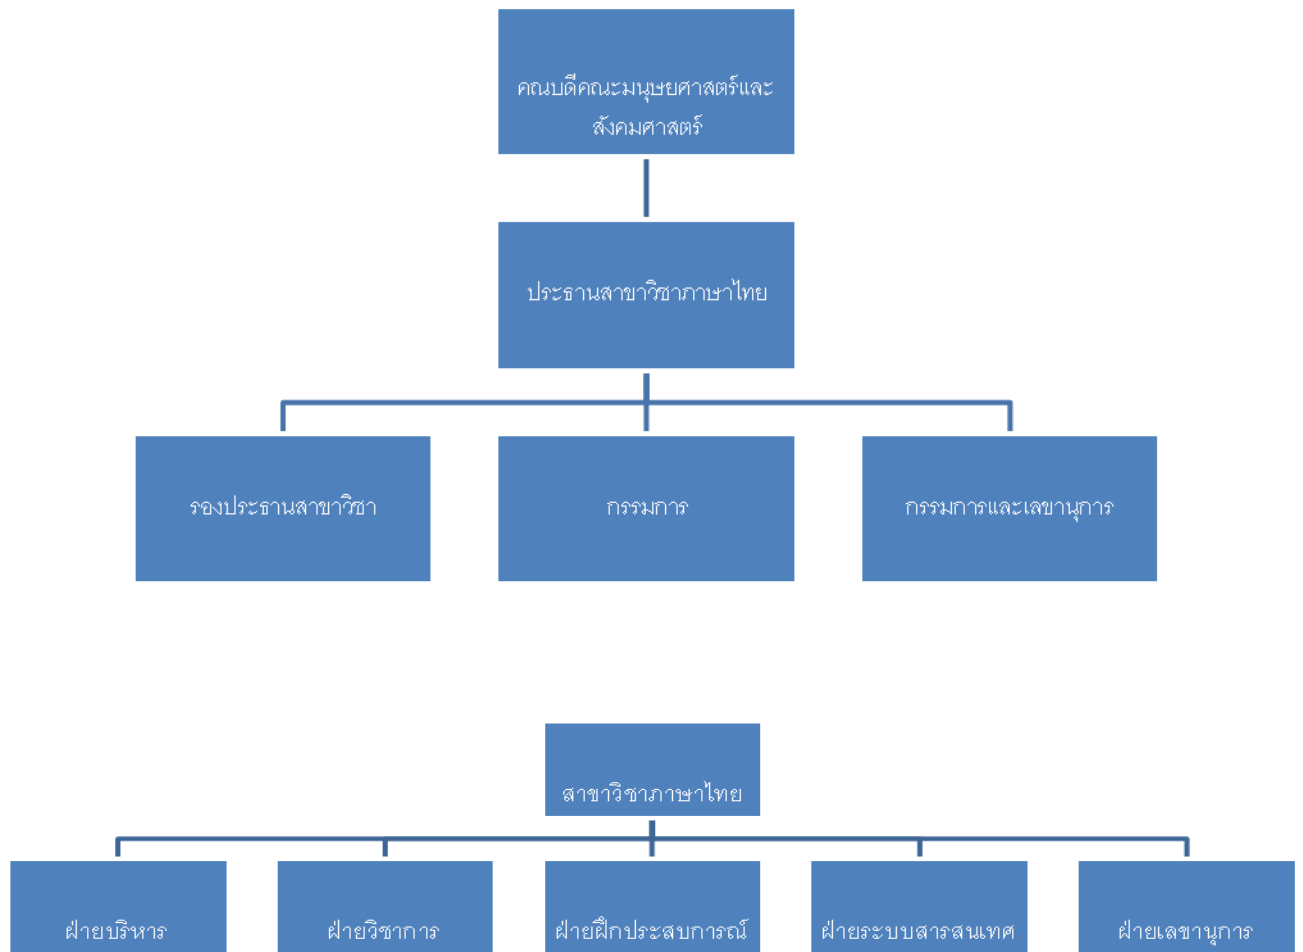 คณบดีคณะมนุษยศาสตร์และ
สังคมศาสตร์
ประธานสาขาวิชาภาษาไทย
รองประธานสาขาวิชา
กรรมการ
กรรมการและเลขานุการ
สาขาวิชาภาษาไทย
ฝ่ายบริหาร
ฝ่ายวิชาการ
ฝ่ายฝึกประสบการณ์
ฝ่ายระบบสารสนเทศ
ฝ่ายเลขานุการ